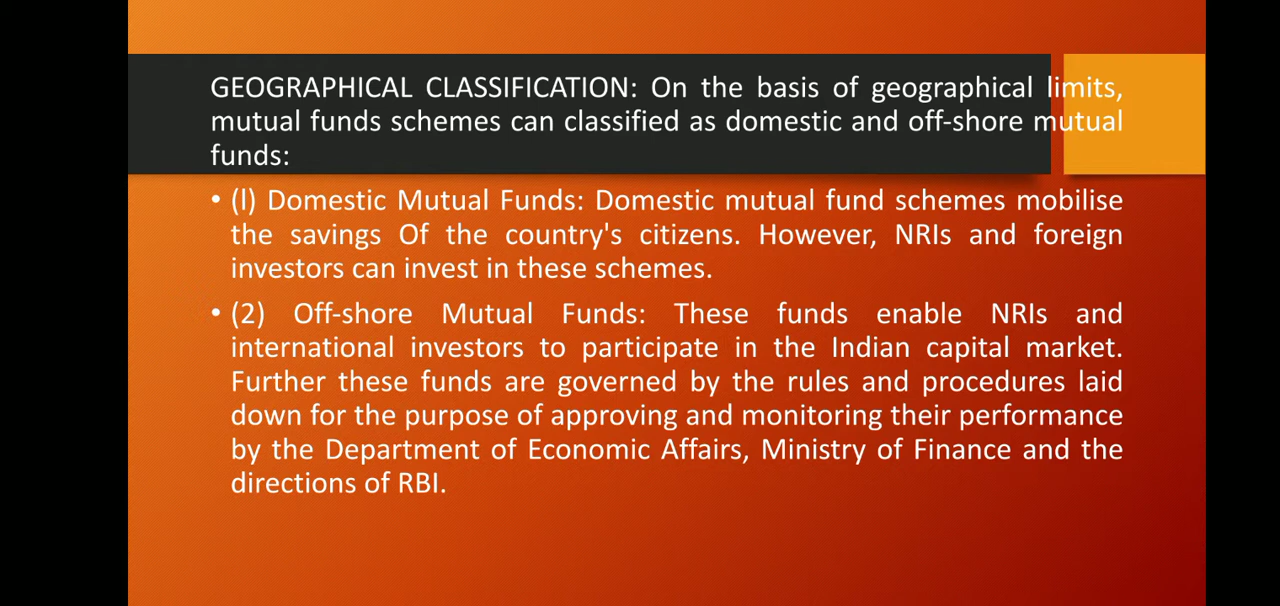 GEOGRAPHICAL CLASSIFICATION: On the basis of geographical limits,
mutual funds schemes can classified as domestic and off-shore mutual
funds:
• (l) Domestic Mutual Funds: Domestic mutual fund schemes mobilise
the savings Of the country's citizens. However, NRIs and foreign
investors can invest in these schemes.
• (2) Off-shore Mutual Funds: These funds enable NRIs and
international investors to participate in the Indian capital market.
Further these funds are governed by the rules and procedures laid
down for the purpose of approving and monitoring their performance
by the Department of Economic Affairs, Ministry of Finance and the
directions of RBI.